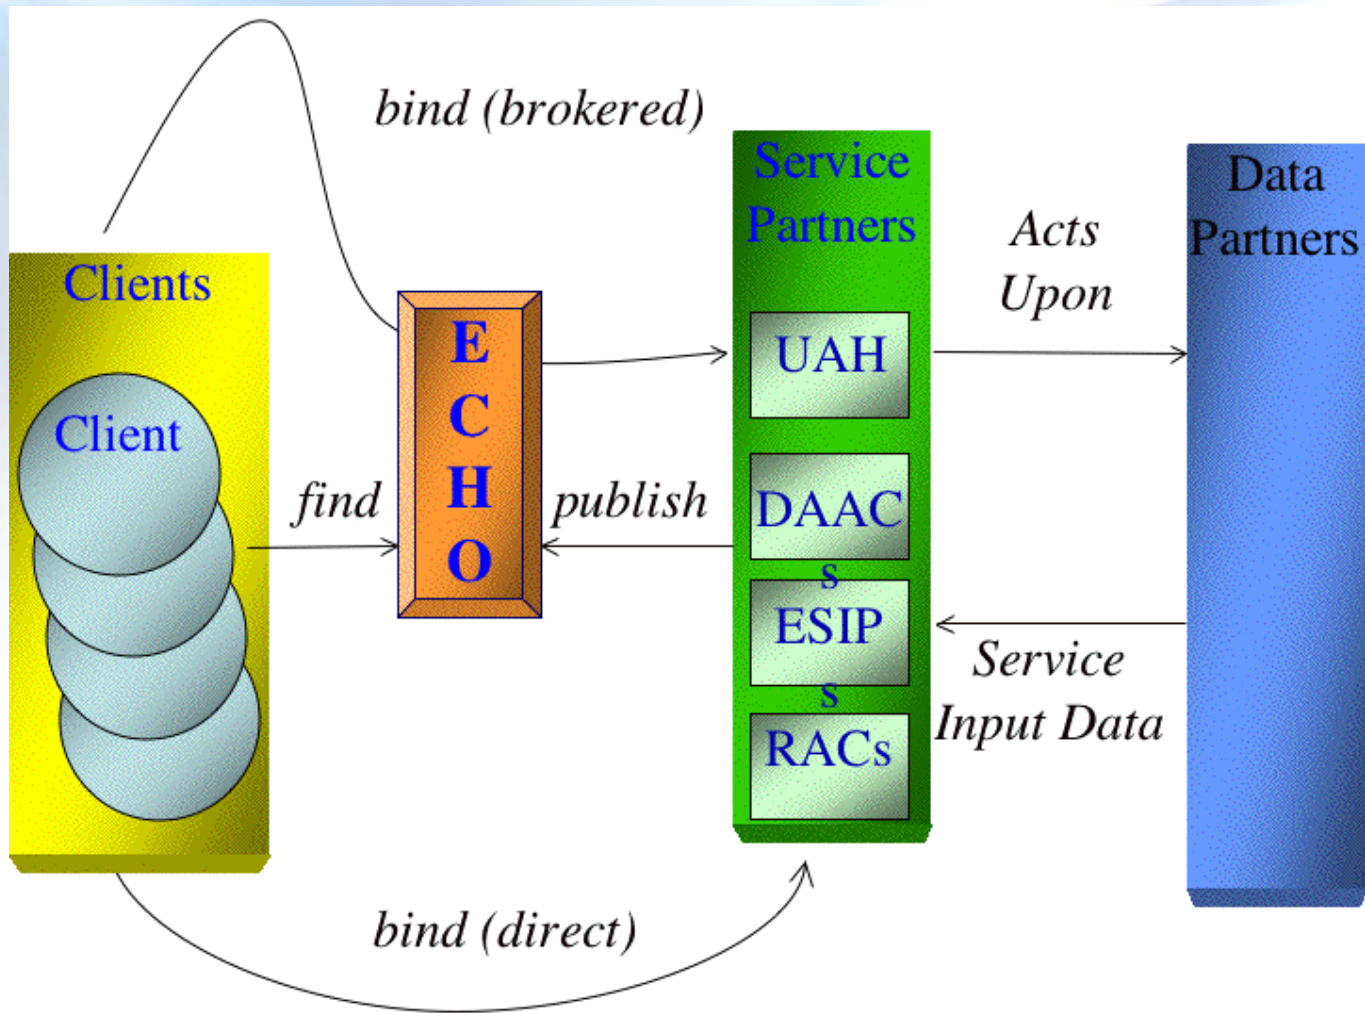 bind (brokered)
Service
Partners
Data
Partners
Acts
Upon
Clients
Client
E
C
H
O
find
publish
UAH
DAAC
s
ESIP
s
RACs
Service
Input Data
bind (direct)